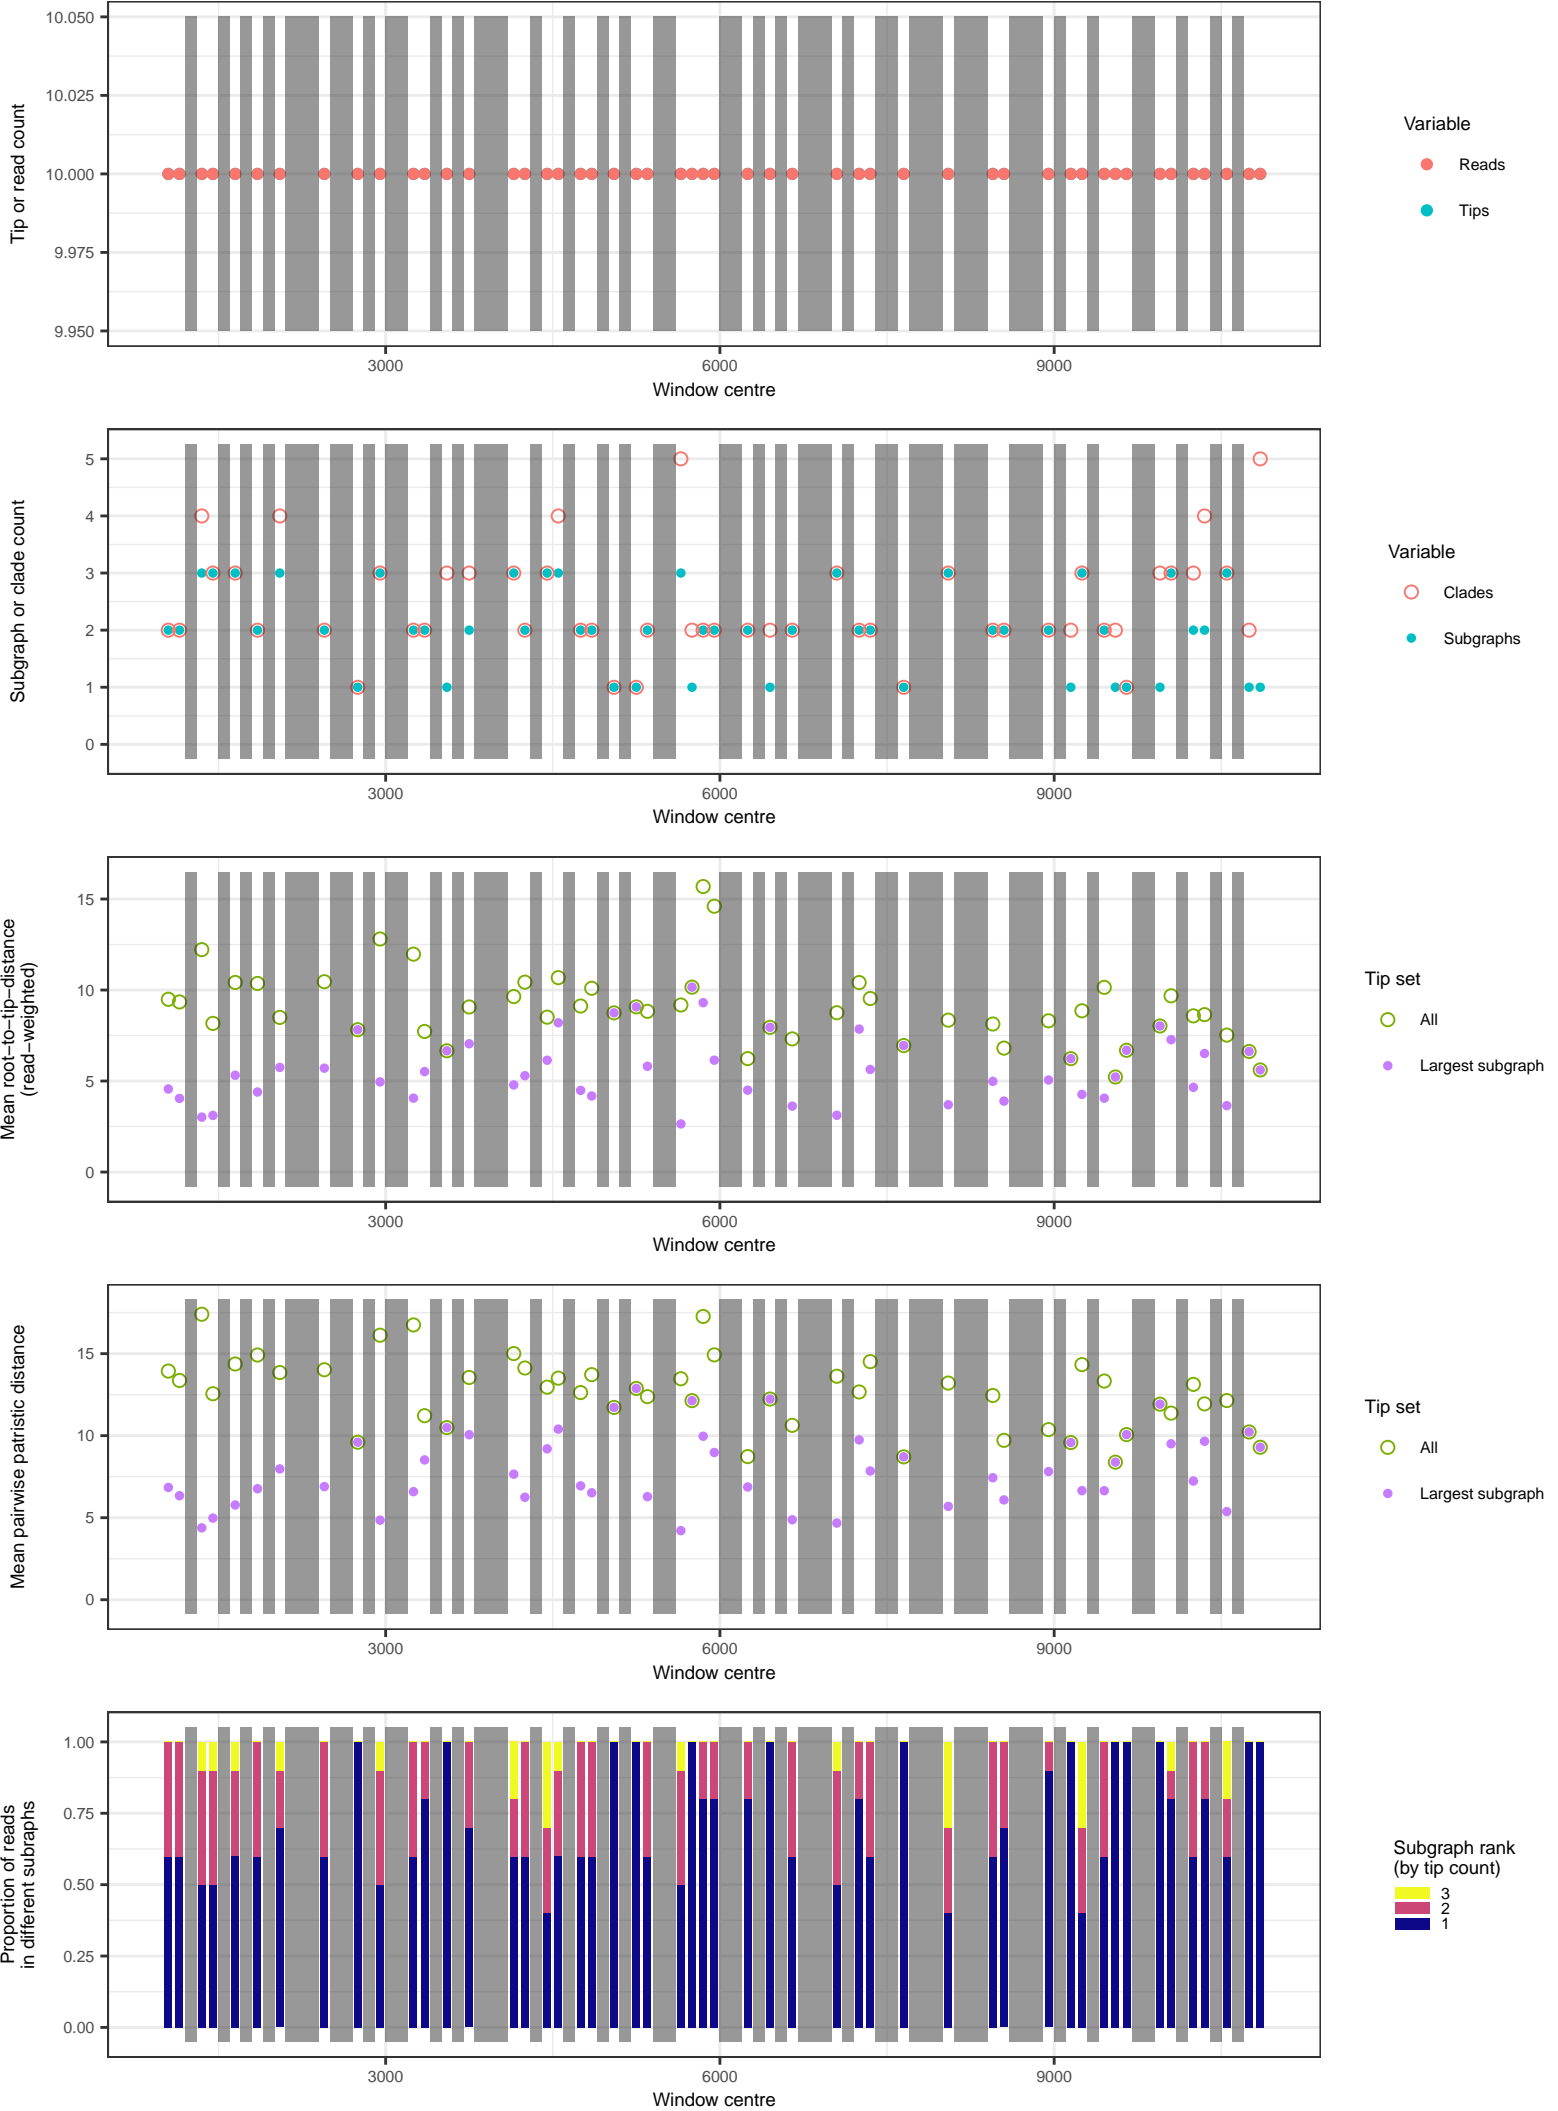 10.050
10.025
10.000
9.975
9.950
Tip or read count
3000
6000
9000
Window centre
Variable
Reads
Tips
5
4
3
2
1
0
Subgraph or clade count
3000
6000
9000
Window centre
Variable
Clades
Subgraphs
15
10
5
0
Mean root−to−tip−distance
(read−weighted)
3000
6000
9000
Window centre
Tip set
All
Largest subgraph
15
10
5
0
Mean pairwise patristic distance
3000
6000
9000
Window centre
Tip set
All
Largest subgraph
1.00
0.75
0.50
0.25
0.00
Proportion of reads
in different subraphs
3000
6000
9000
Window centre
Subgraph rank
(by tip count)
3
2
1